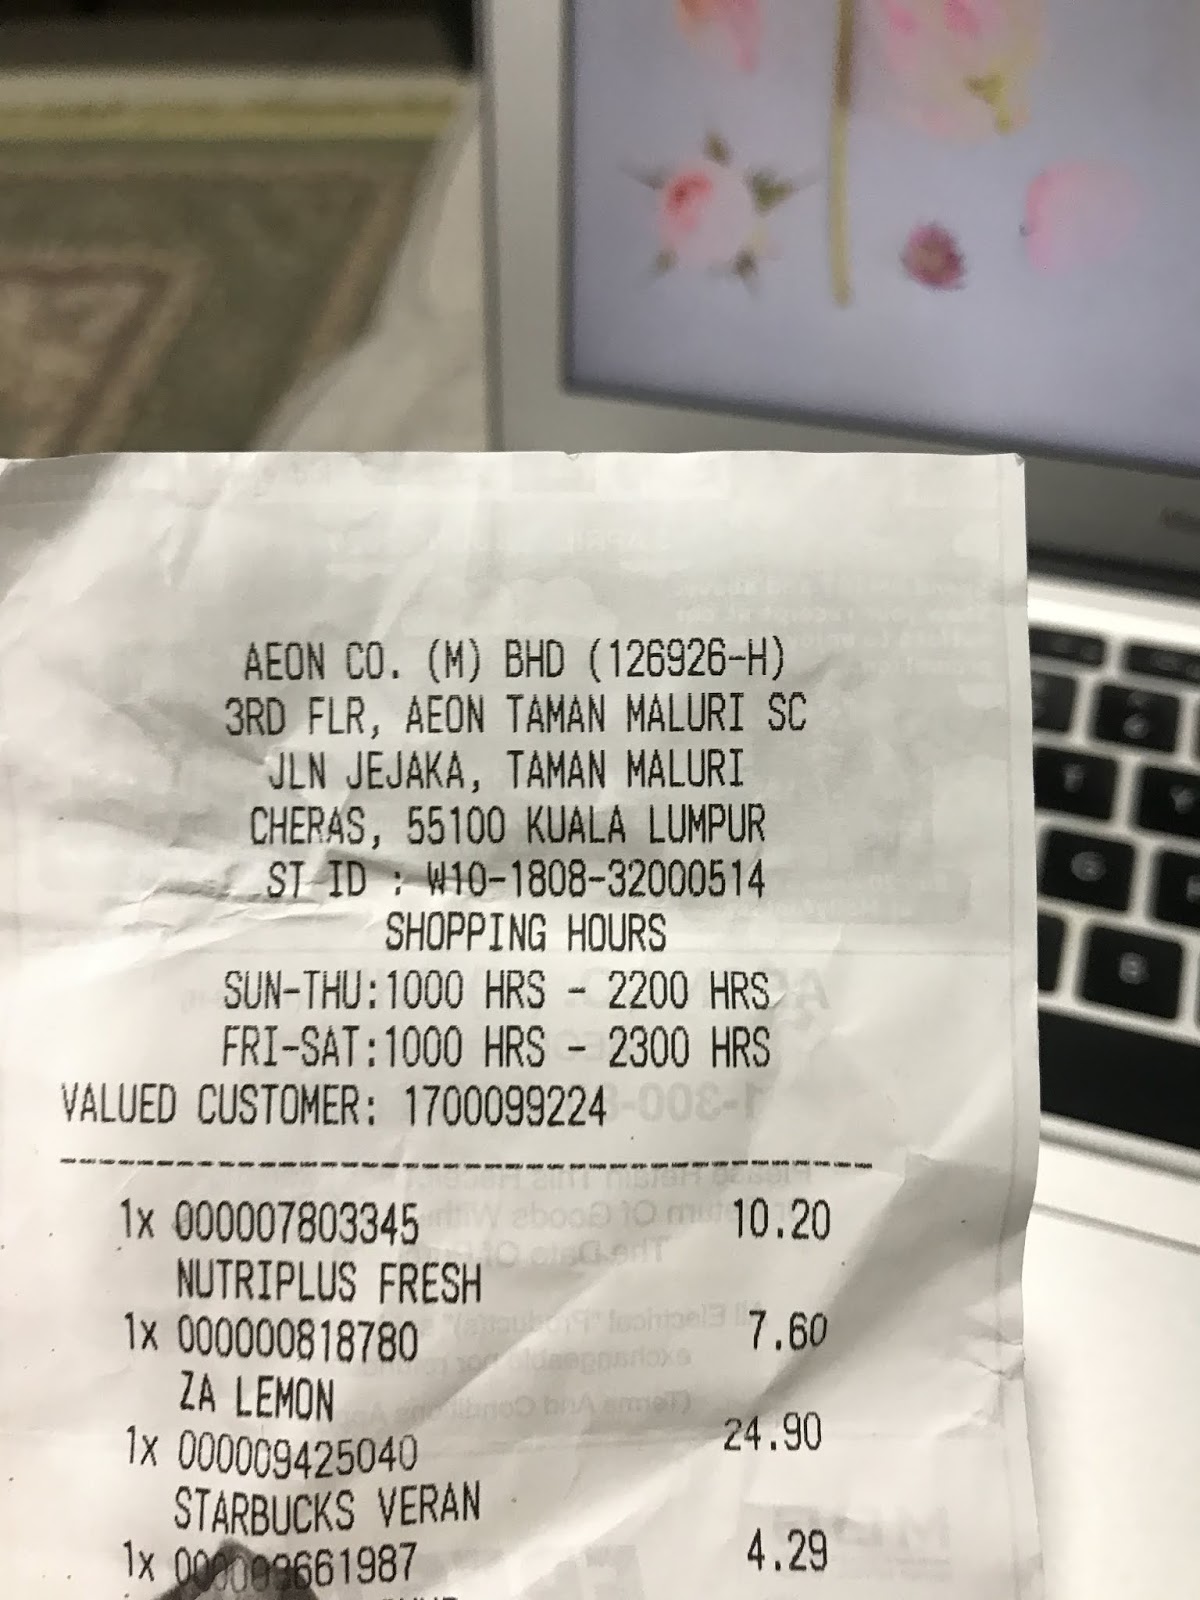 AEON CO. (M) BHD (126926-H)
3RD FLR, AEON TAMAN MALURI SC
JLN JEJAKA, TAMAN MALURI
CHERAS, 55100 KUALA LUMPUR
ST ID : W10-1808-32000514
SHOPPING HOURS
SUN-THU:1000 HRS - 2200 HRS
FRI-SAT:1000 HRS - 2300 HRS
VALUED CUSTOMER: 1700099224
1x 000007803345 10.20
NUTRIPLUS FRESH
1x 000000818780 7.60
ZA LEMON
1x 000009425040 24.90
STARBUCKS VERAN
1x 000003661987 4.29